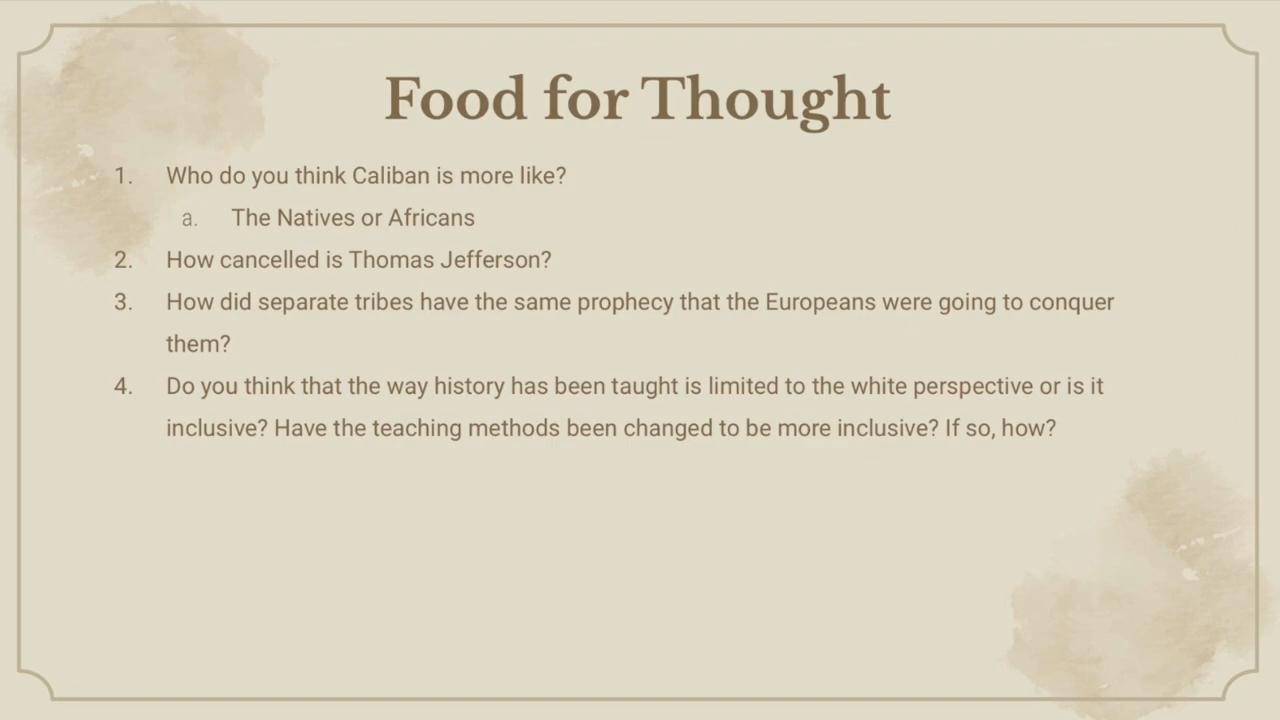 Food for Thought
1. Who do you think Caliban is more like?
a. The Natives or Africans
2. How cancelled is Thomas Jefferson?
3. How did separate tribes have the same prophecy that the Europeans were going to conquer
them?
4. Do you think that the way history has been taught is limited to the white perspective or is it
inclusive? Have the teaching methods been changed to be more inclusive? If so, how?